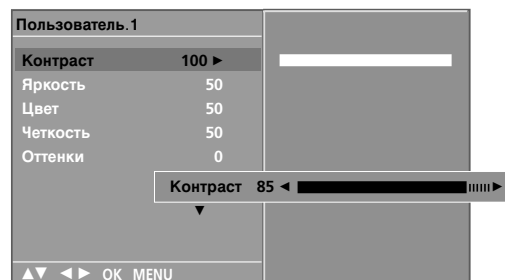 Пользователь.1
Контраст 100 ►
Яркость 50
Цвет 50
Четкость 50
Оттенки 0
Контраст 85 ◄ ►
▼
▲▼ ◄► OK MENU